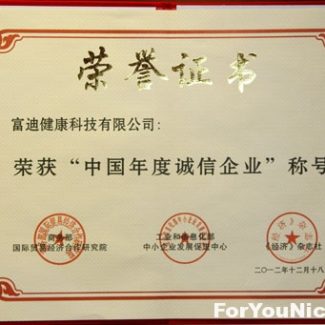 荣誉证书
富迪健康科技有限公司:
荣获“中国年度诚信企业”称号
商务部
国际贸易经济合作研究院
工业和信息化部
中小企业发展促进中心
《经济》杂志社
二〇一二年十二月十八
ForYouNic